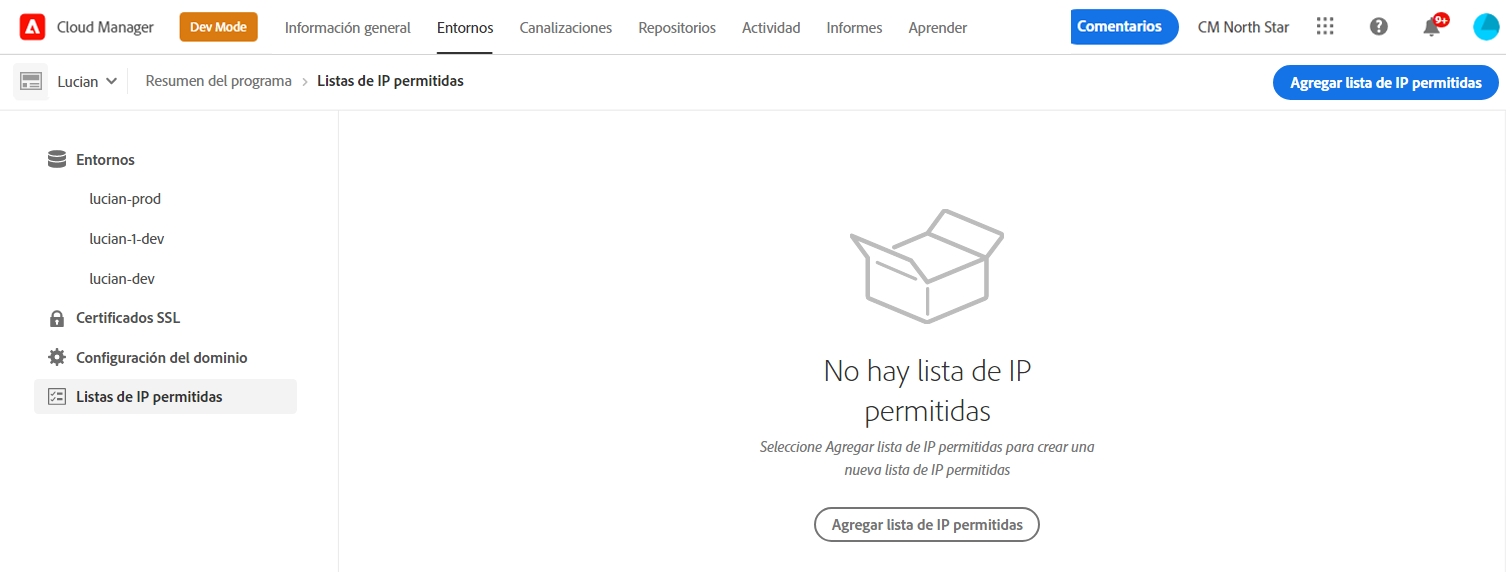 Cloud Manager Dev Mode Información general Entornos Canalizaciones Repositorios Actividad Informes Aprender Comentarios CM North Star 9+
Lucian Resumen del programa › Listas de IP permitidas Agregar lista de IP permitidas
Entornos
lucian-prod
lucian-1-dev
lucian-dev
Certificados SSL
Configuración del dominio
Listas de IP permitidas
No hay lista de IP
permitidas
Seleccione Agregar lista de IP permitidas para crear una
nueva lista de IP permitidas
Agregar lista de IP permitidas